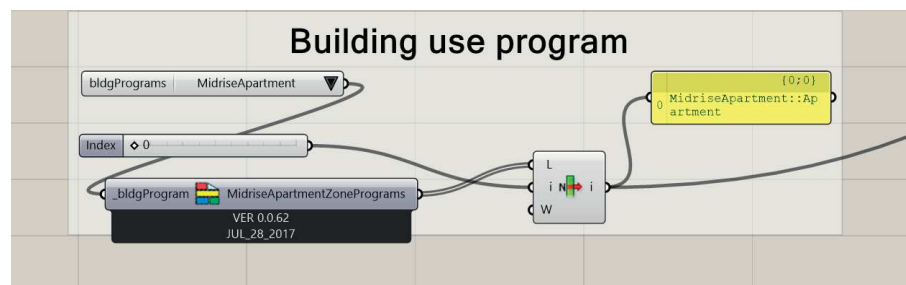 Building use program
bldgPrograms MidriseApartment
{0;0}
0 MidriseApartment::Ap
artment
Index 0
_bldgProgram MidriseApartmentZonePrograms
VER 0.0.62
JUL_28_2017
L
i N i
W